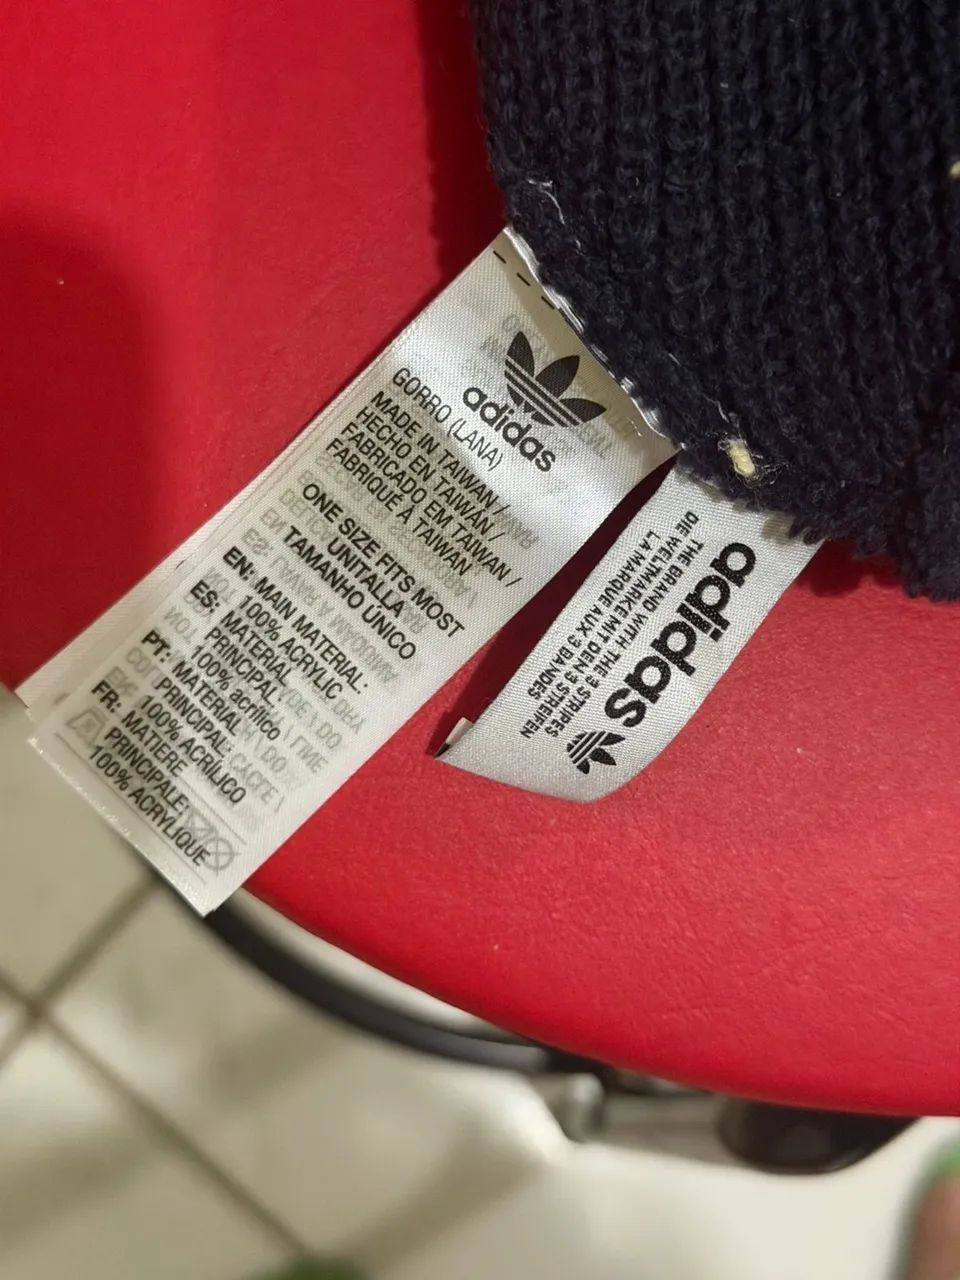 adidas
GORRO (LANA)
MADE IN TAIWAN /
HECHO EN TAIWAN /
FABRICADO EM TAIWAN /
FABRIQUÉ À TAIWAN
ONE SIZE FITS MOST
UNITALLA
TAMANHO ÚNICO
EN: MAIN MATERIAL:
100% ACRYLIC
ES: MATERIAL
PRINCIPAL:
100% acrílico
PT: MATERIAL
PRINCIPAL:
100% ACRÍLICO
FR: MATIERE
PRINCIPALE:
100% ACRYLIQUE
adidas
THE BRAND WITH THE 3 STRIPES
DIE WELTMARKE MIT DEN 3 STREIFEN
LA MARQUE AUX 3 BANDES